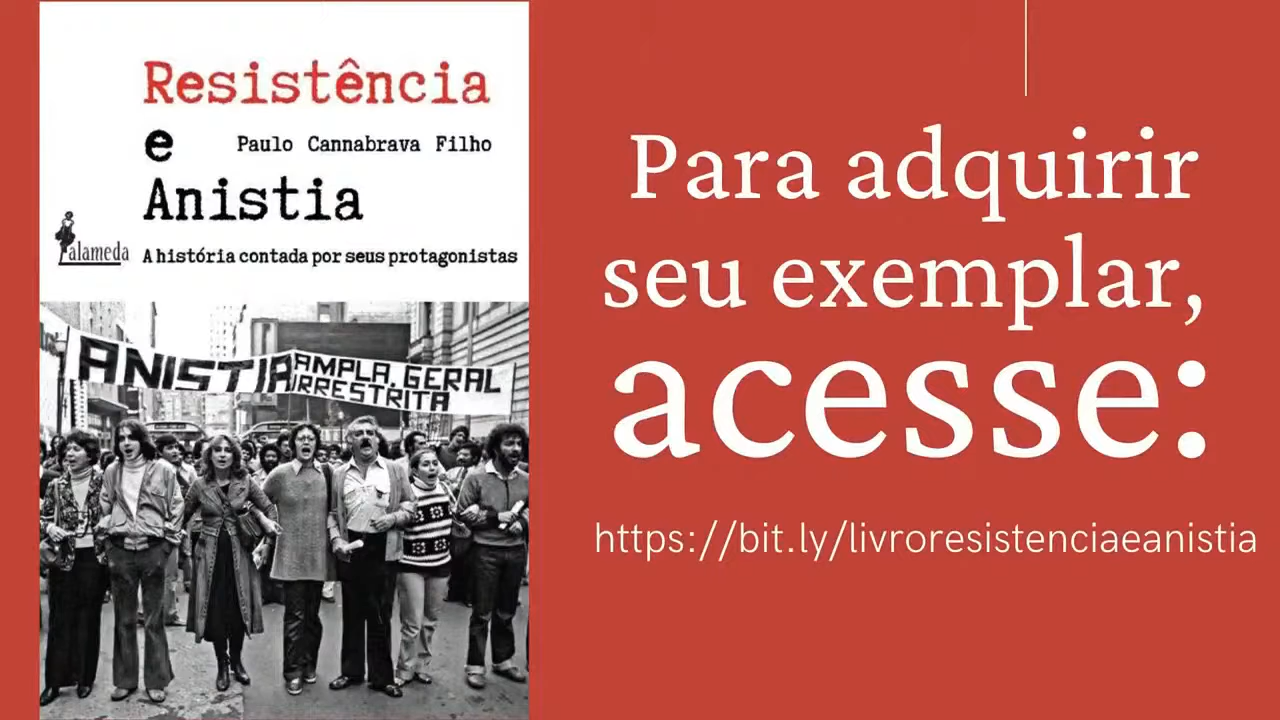 Resistência
e
Paulo Cannabrava Filho
Anistia
alameda
A história contada por seus protagonistas
ANISTIA AMPLA, GERAL
IRRESTRITA
Para adquirir
seu exemplar,
acesse:
https://bit.ly/livroresistenciaeanistia